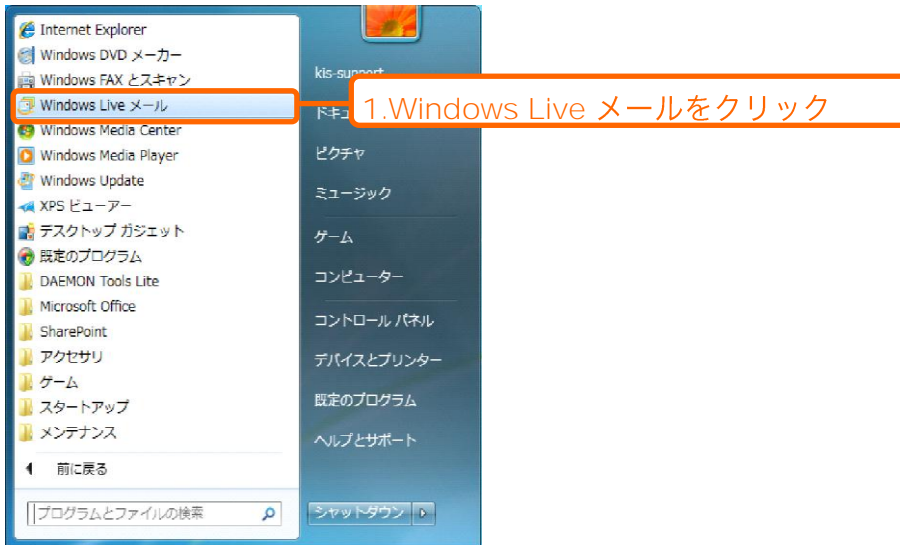 Internet Explorer
Windows DVD メーカー
Windows FAX とスキャン
Windows Live メール
Windows Media Center
Windows Media Player
Windows Update
XPS ビューアー
デスクトップ ガジェット
既定のプログラム
DAEMON Tools Lite
Microsoft Office
SharePoint
アクセサリ
ゲーム
スタートアップ
メンテナンス
前に戻る
プログラムとファイルの検索
kis-support
1.Windows Live メールをクリック
ピクチャ
ミュージック
ゲーム
コンピューター
コントロール パネル
デバイスとプリンター
既定のプログラム
ヘルプとサポート
シャットダウン